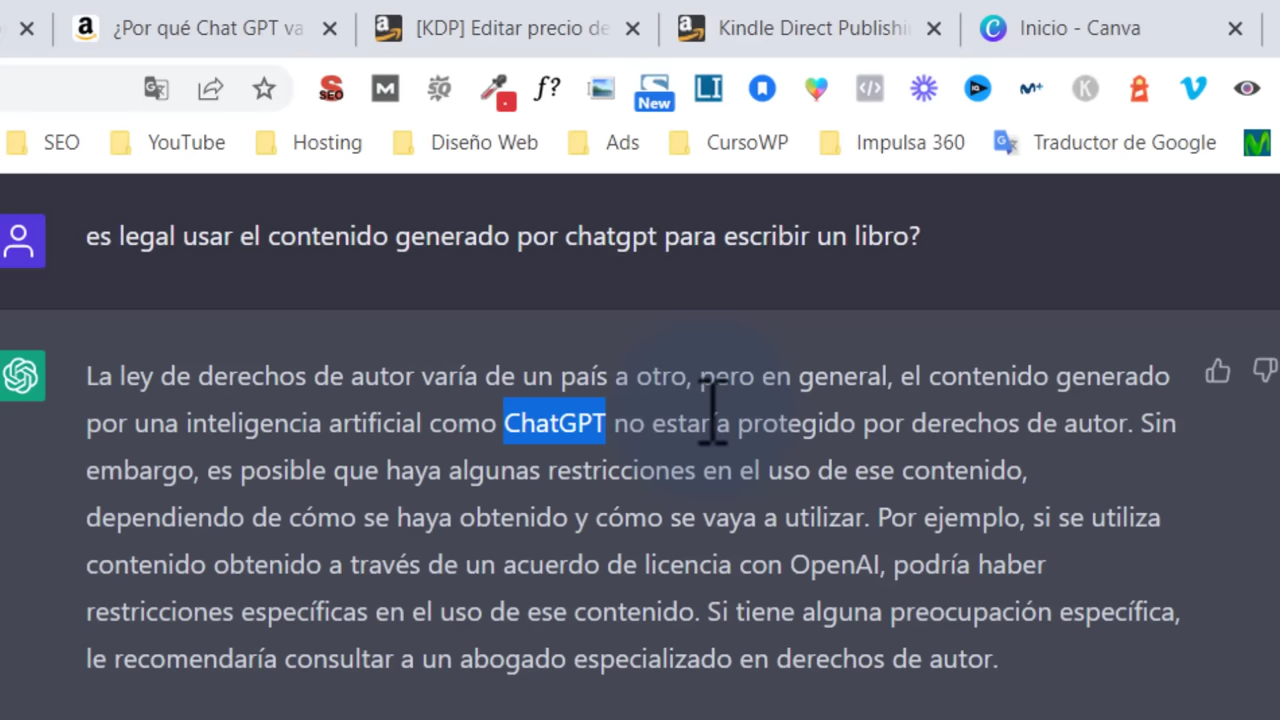 ¿Por qué Chat GPT va
[KDP] Editar precio de
Kindle Direct Publishin
Inicio - Canva
SEO
M
SQ
f?
New
LI
</>
M+
K
SEO
YouTube
Hosting
Diseño Web
Ads
CursoWP
Impulsa 360
Traductor de Google
es legal usar el contenido generado por chatgpt para escribir un libro?
La ley de derechos de autor varía de un país a otro, pero en general, el contenido generado
por una inteligencia artificial como ChatGPT no estaría protegido por derechos de autor. Sin
embargo, es posible que haya algunas restricciones en el uso de ese contenido,
dependiendo de cómo se haya obtenido y cómo se vaya a utilizar. Por ejemplo, si se utiliza
contenido obtenido a través de un acuerdo de licencia con OpenAI, podría haber
restricciones específicas en el uso de ese contenido. Si tiene alguna preocupación específica,
le recomendaría consultar a un abogado especializado en derechos de autor.